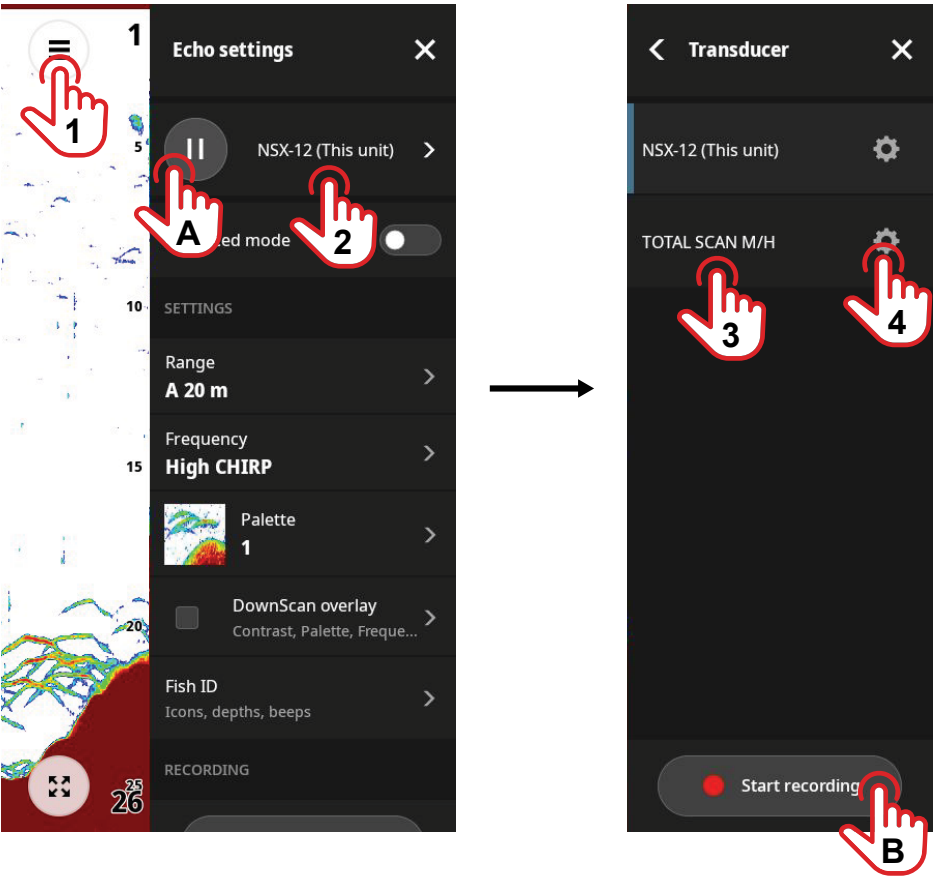 1
5
10
15
20
25
26
1
Echo settings
A
NSX-12 (This unit)
2
ed mode
SETTINGS
Range
A 20 m
Frequency
High CHIRP
Palette
1
DownScan overlay
Contrast, Palette, Freque...
Fish ID
Icons, depths, beeps
RECORDING
Transducer
NSX-12 (This unit)
TOTAL SCAN M/H
3
4
Start recording
B